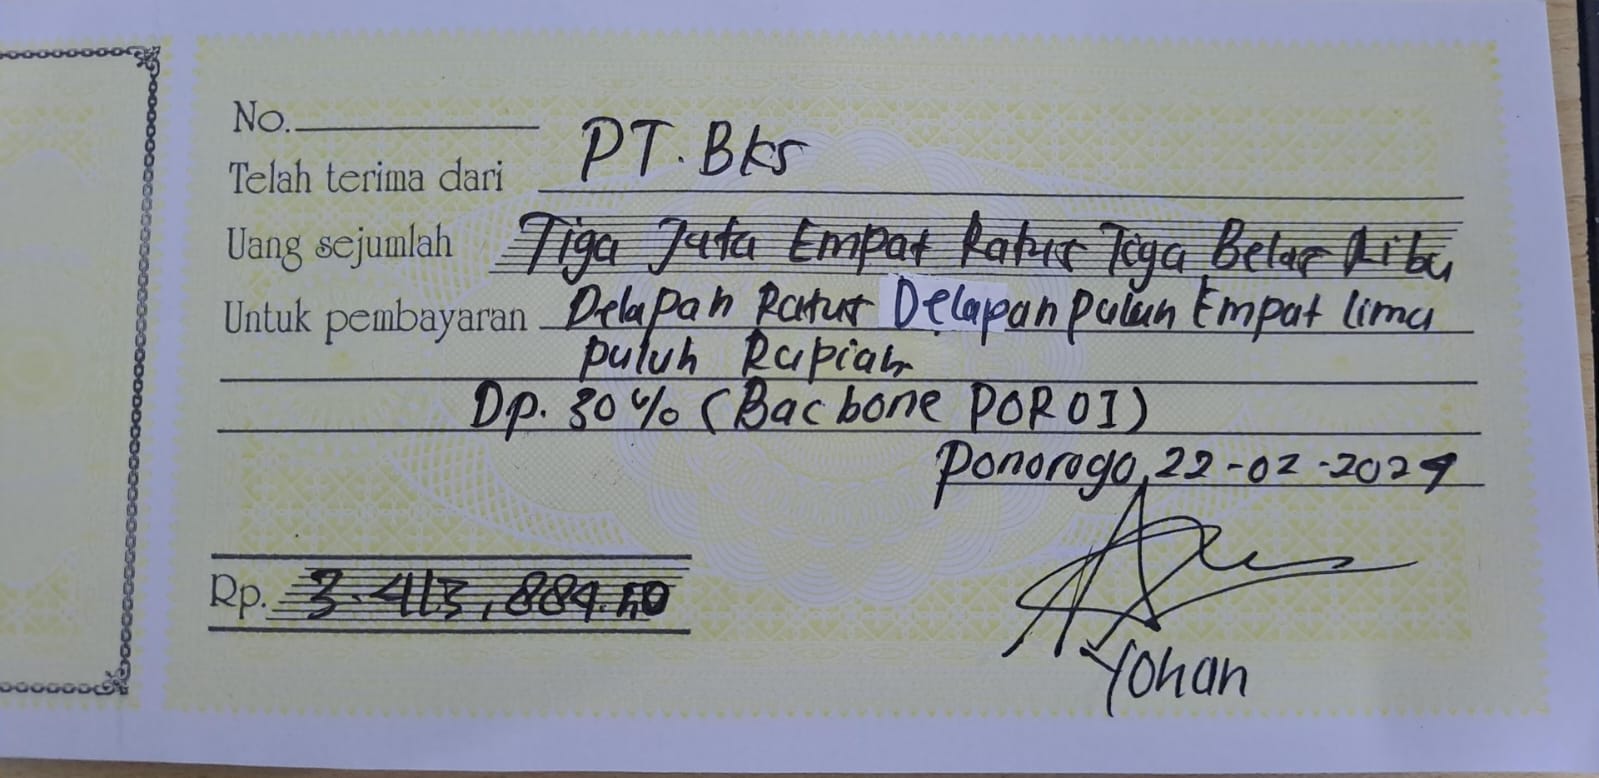 No.
Telah terima dari PT. Bks
Uang sejumlah Tiga Juta Empat Ratus Tiga Belas Ribu
Untuk pembayaran Delapan Ratus Delapan puluh Empat lima
puluh Rupiah
Dp. 30% (Bacbone POROI)
Ponorogo, 22-02-2024
Rp. 3.413,884.50
Yohan